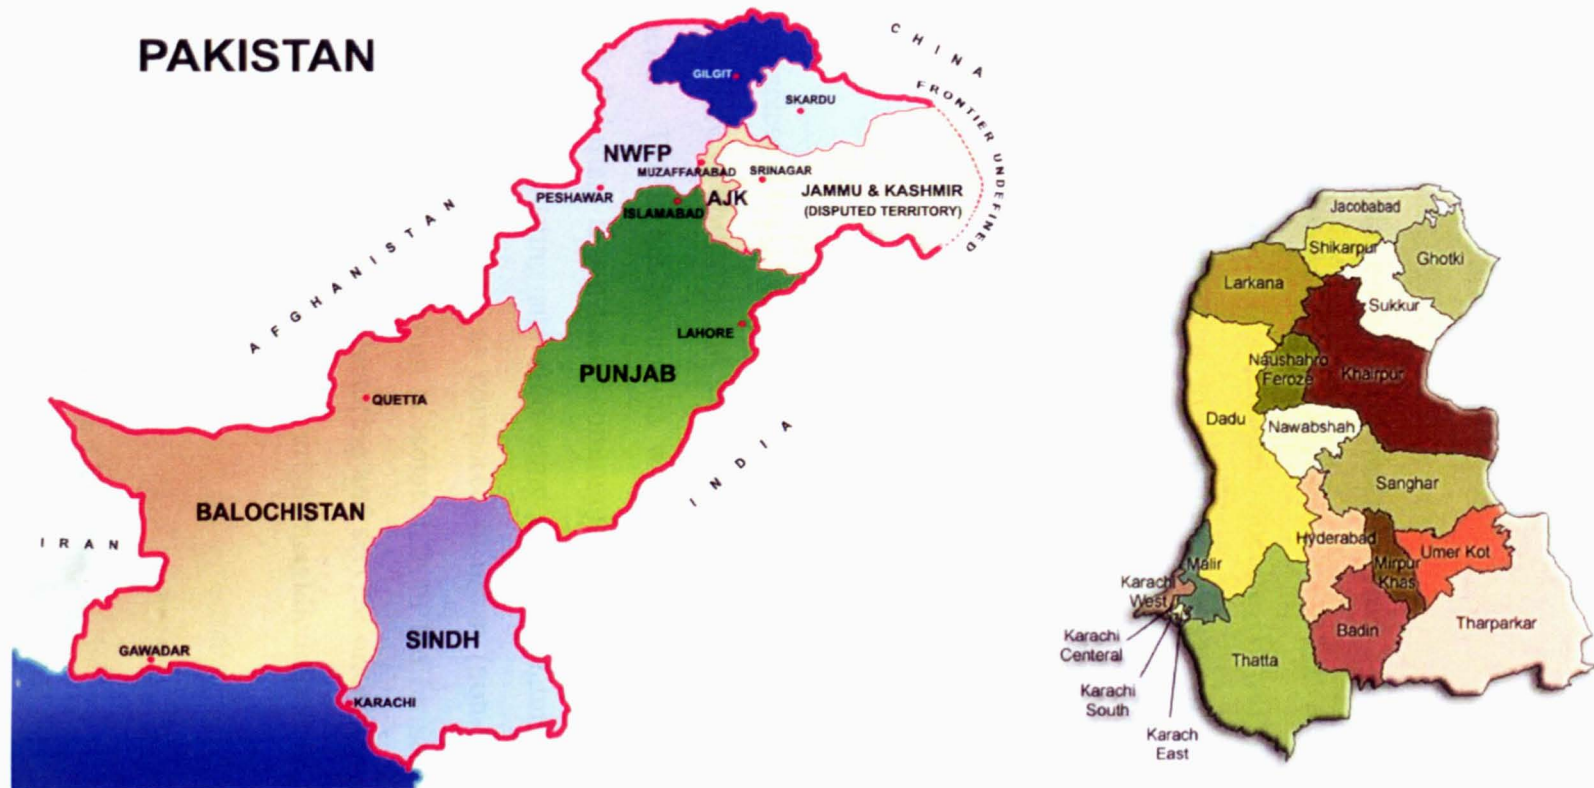 PAKISTAN
CHINA
FRONTIER UNDEFINED
GILGIT
SKARDU
NWFP
MUZAFFARABAD
SRINAGAR
PESHAWAR
ISLAMABAD
AJK
JAMMU & KASHMIR
(DISPUTED TERRITORY)
AFGHANISTAN
LAHORE
PUNJAB
QUETTA
INDIA
BALOCHISTAN
IRAN
SINDH
GAWADAR
KARACHI
Jacobabad
Shikarpur
Ghotki
Larkana
Sukkur
Naushahro
Feroze
Khairpur
Dadu
Nawabshah
Sanghar
Hyderabad
Umer Kot
Mirpur
Khas
Malir
Karachi
West
Tharparkar
Badin
Karachi
Centeral
Thatta
Karachi
South
Karach
East